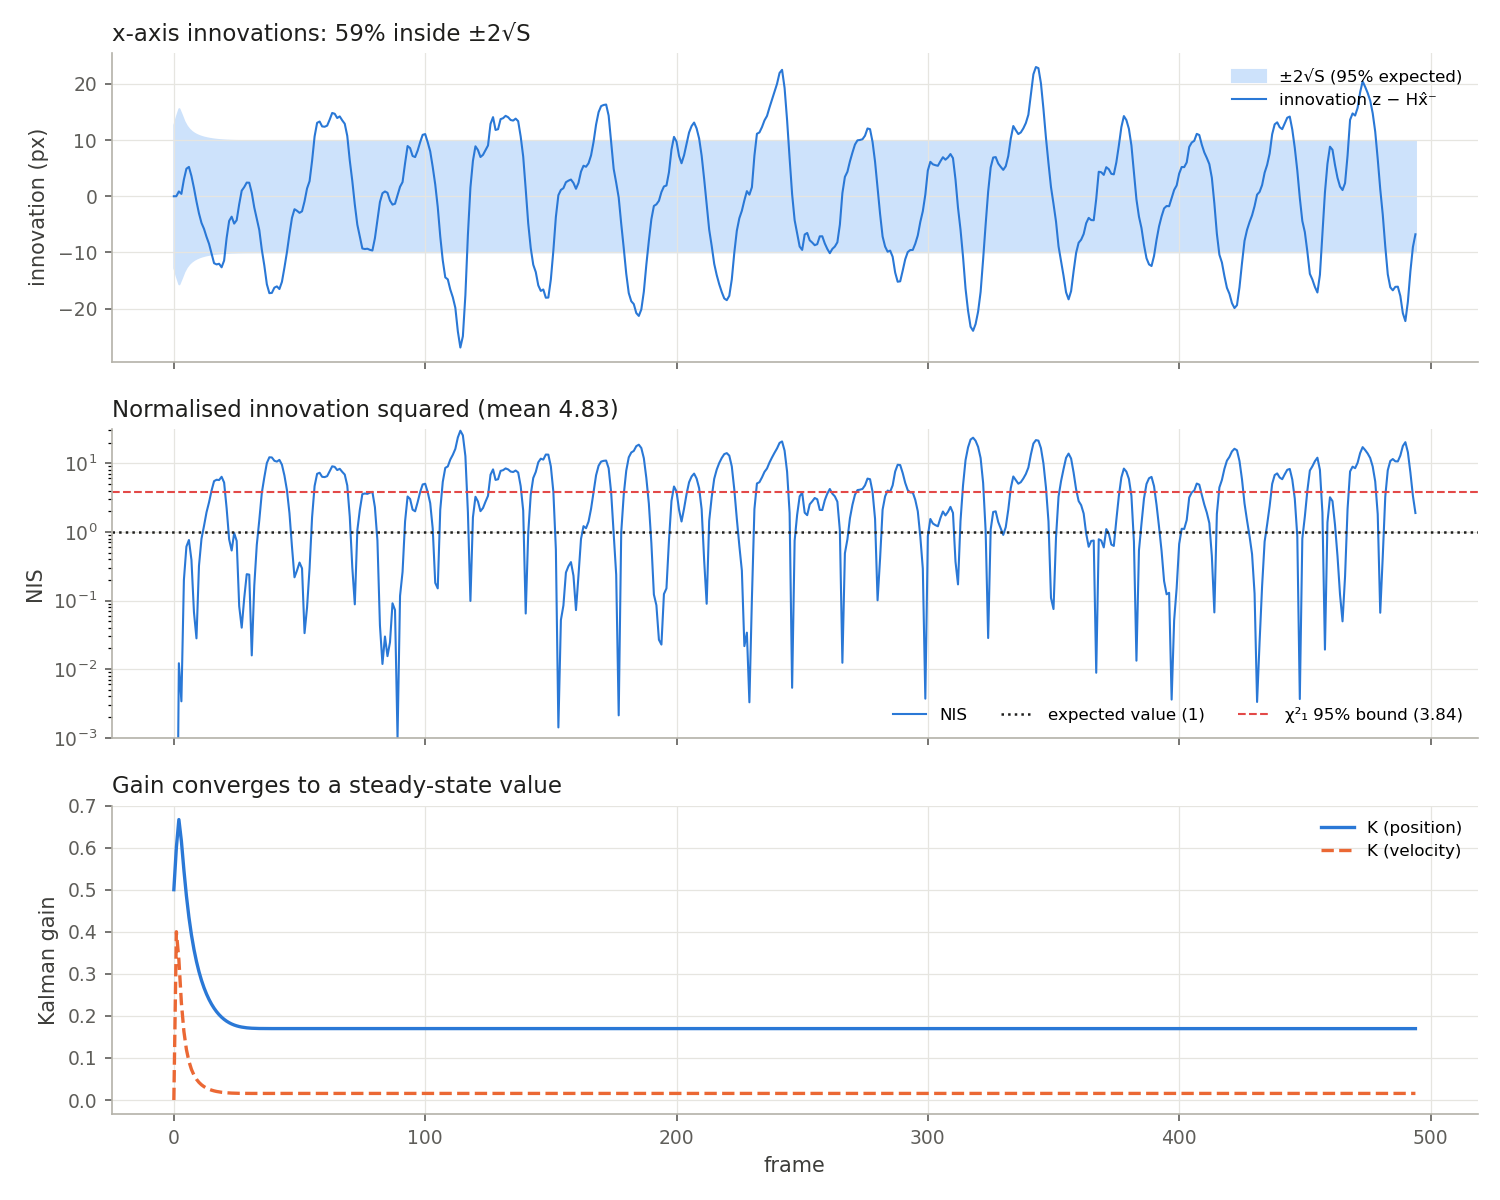 x-axis innovations: 59% inside ±2√S
innovation (px)
20
10
0
−10
−20
±2√S (95% expected)
innovation z − Hx̂⁻
Normalised innovation squared (mean 4.83)
NIS
10¹
10⁰
10⁻¹
10⁻²
10⁻³
NIS
expected value (1)
χ²₁ 95% bound (3.84)
Gain converges to a steady-state value
Kalman gain
0.7
0.6
0.5
0.4
0.3
0.2
0.1
0.0
K (position)
K (velocity)
0 100 200 300 400 500
frame